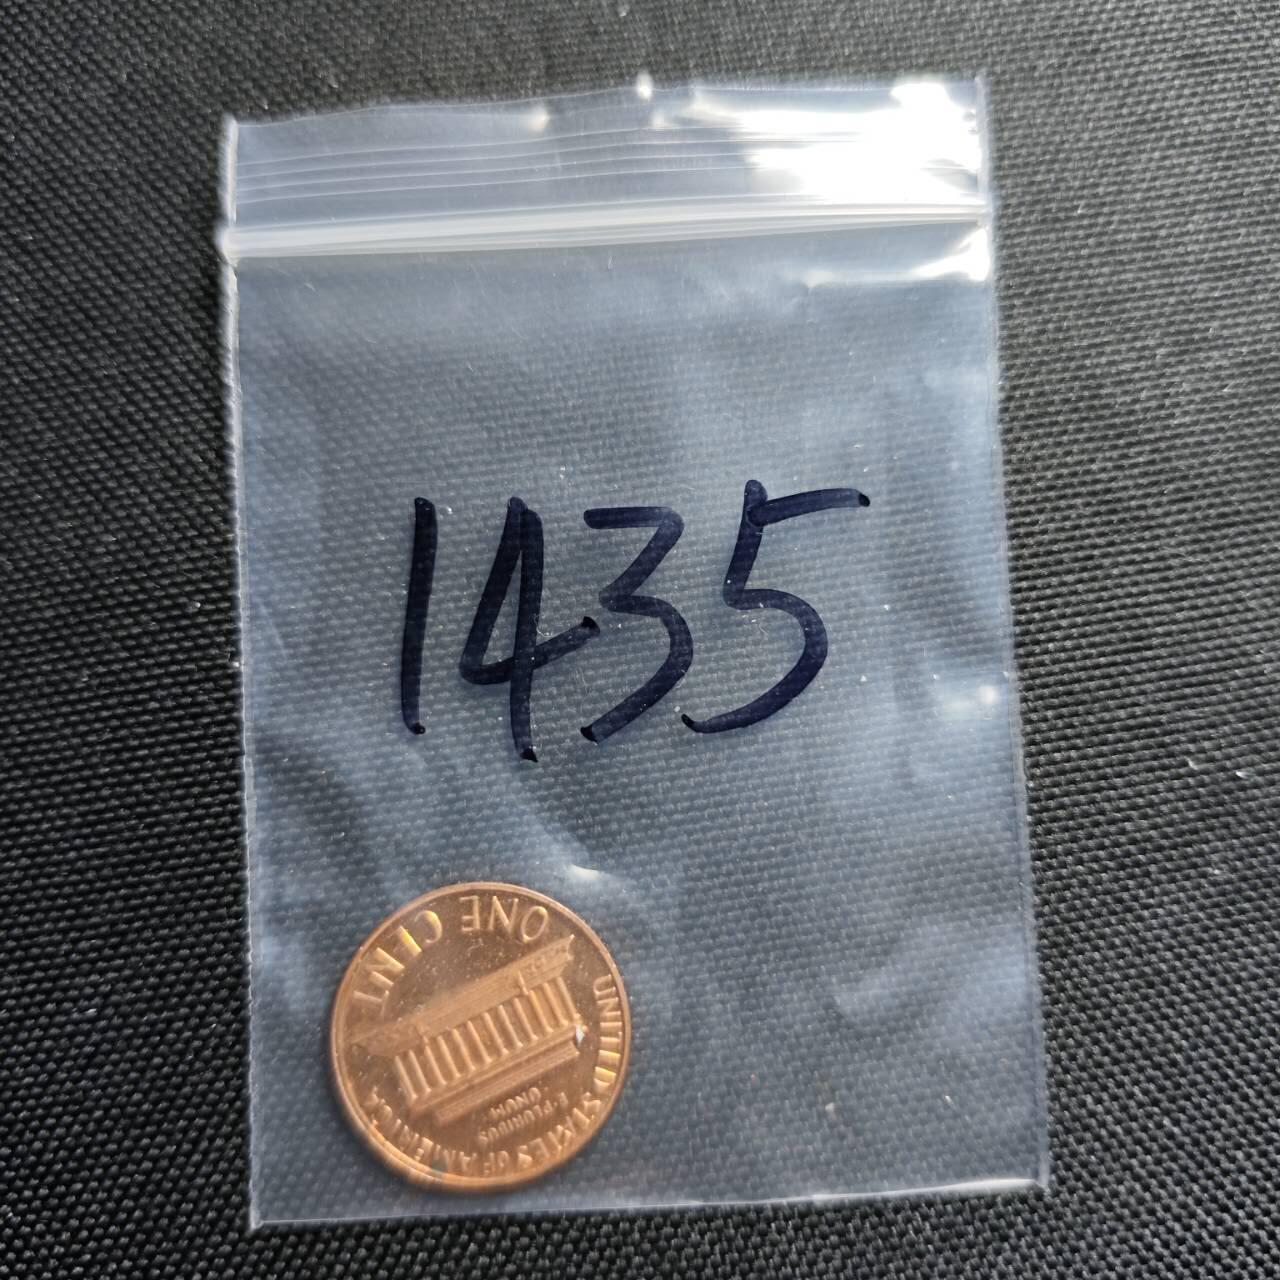 1435
ONE CENT
UNITED STATES OF AMERICA
E·PLURIBUS
UNUM